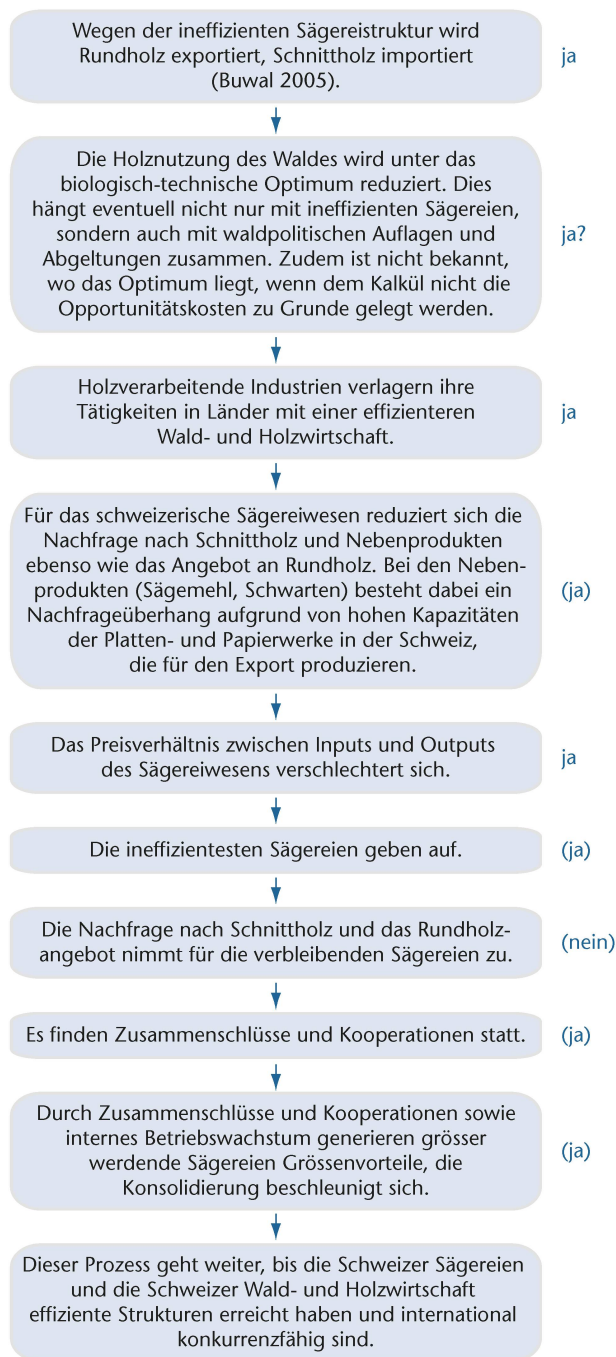 Wegen der ineffizienten Sägereistruktur wird
Rundholz exportiert, Schnittholz importiert
(Buwal 2005).
ja
Die Holznutzung des Waldes wird unter das
biologisch-technische Optimum reduziert. Dies
hängt eventuell nicht nur mit ineffizienten Sägereien,
sondern auch mit waldpolitischen Auflagen und
Abgeltungen zusammen. Zudem ist nicht bekannt,
wo das Optimum liegt, wenn dem Kalkül nicht die
Opportunitätskosten zu Grunde gelegt werden.
ja?
Holzverarbeitende Industrien verlagern ihre
Tätigkeiten in Länder mit einer effizienteren
Wald- und Holzwirtschaft.
ja
Für das schweizerische Sägereiwesen reduziert sich die
Nachfrage nach Schnittholz und Nebenprodukten
ebenso wie das Angebot an Rundholz. Bei den Neben-
produkten (Sägemehl, Schwarten) besteht dabei ein
Nachfrageüberhang aufgrund von hohen Kapazitäten
der Platten- und Papierwerke in der Schweiz,
die für den Export produzieren.
(ja)
Das Preisverhältnis zwischen Inputs und Outputs
des Sägereiwesens verschlechtert sich.
ja
Die ineffizientesten Sägereien geben auf.
(ja)
Die Nachfrage nach Schnittholz und das Rundholz-
angebot nimmt für die verbleibenden Sägereien zu.
(nein)
Es finden Zusammenschlüsse und Kooperationen statt.
(ja)
Durch Zusammenschlüsse und Kooperationen sowie
internes Betriebswachstum generieren grösser
werdende Sägereien Grössenvorteile, die
Konsolidierung beschleunigt sich.
(ja)
Dieser Prozess geht weiter, bis die Schweizer Sägereien
und die Schweizer Wald- und Holzwirtschaft
effiziente Strukturen erreicht haben und international
konkurrenzfähig sind.